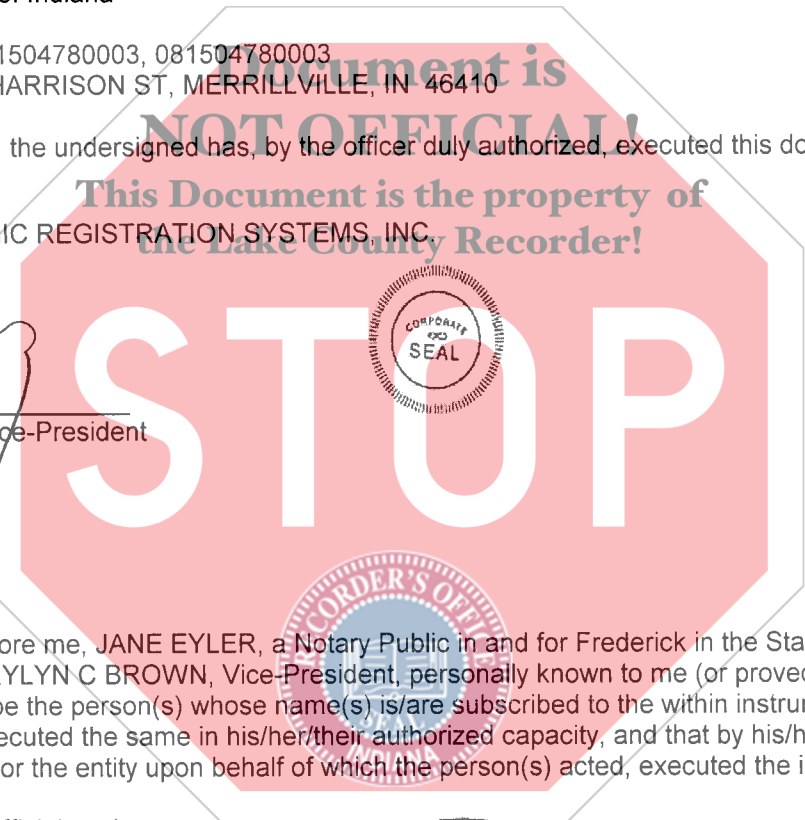 of Indiana
1504780003, 081504780003
HARRISON ST, MERRILLVILLE, IN 46410
Document is
NOT OFFICIAL!
the undersigned has, by the officer duly authorized, executed this do
This Document is the property of
IC REGISTRATION SYSTEMS, INC.
the Lake County Recorder!
CORPORATE
SEAL
STOP
ce-President
RECORDER'S OFFICE
ore me, JANE EYLER, a Notary Public in and for Frederick in the Sta
YLYN C BROWN, Vice-President, personally known to me (or proved
be the person(s) whose name(s) is/are subscribed to the within instru
SEAL
ecuted the same in his/her/their authorized capacity, and that by his/h
INDIANA
or the entity upon behalf of which the person(s) acted, executed the i